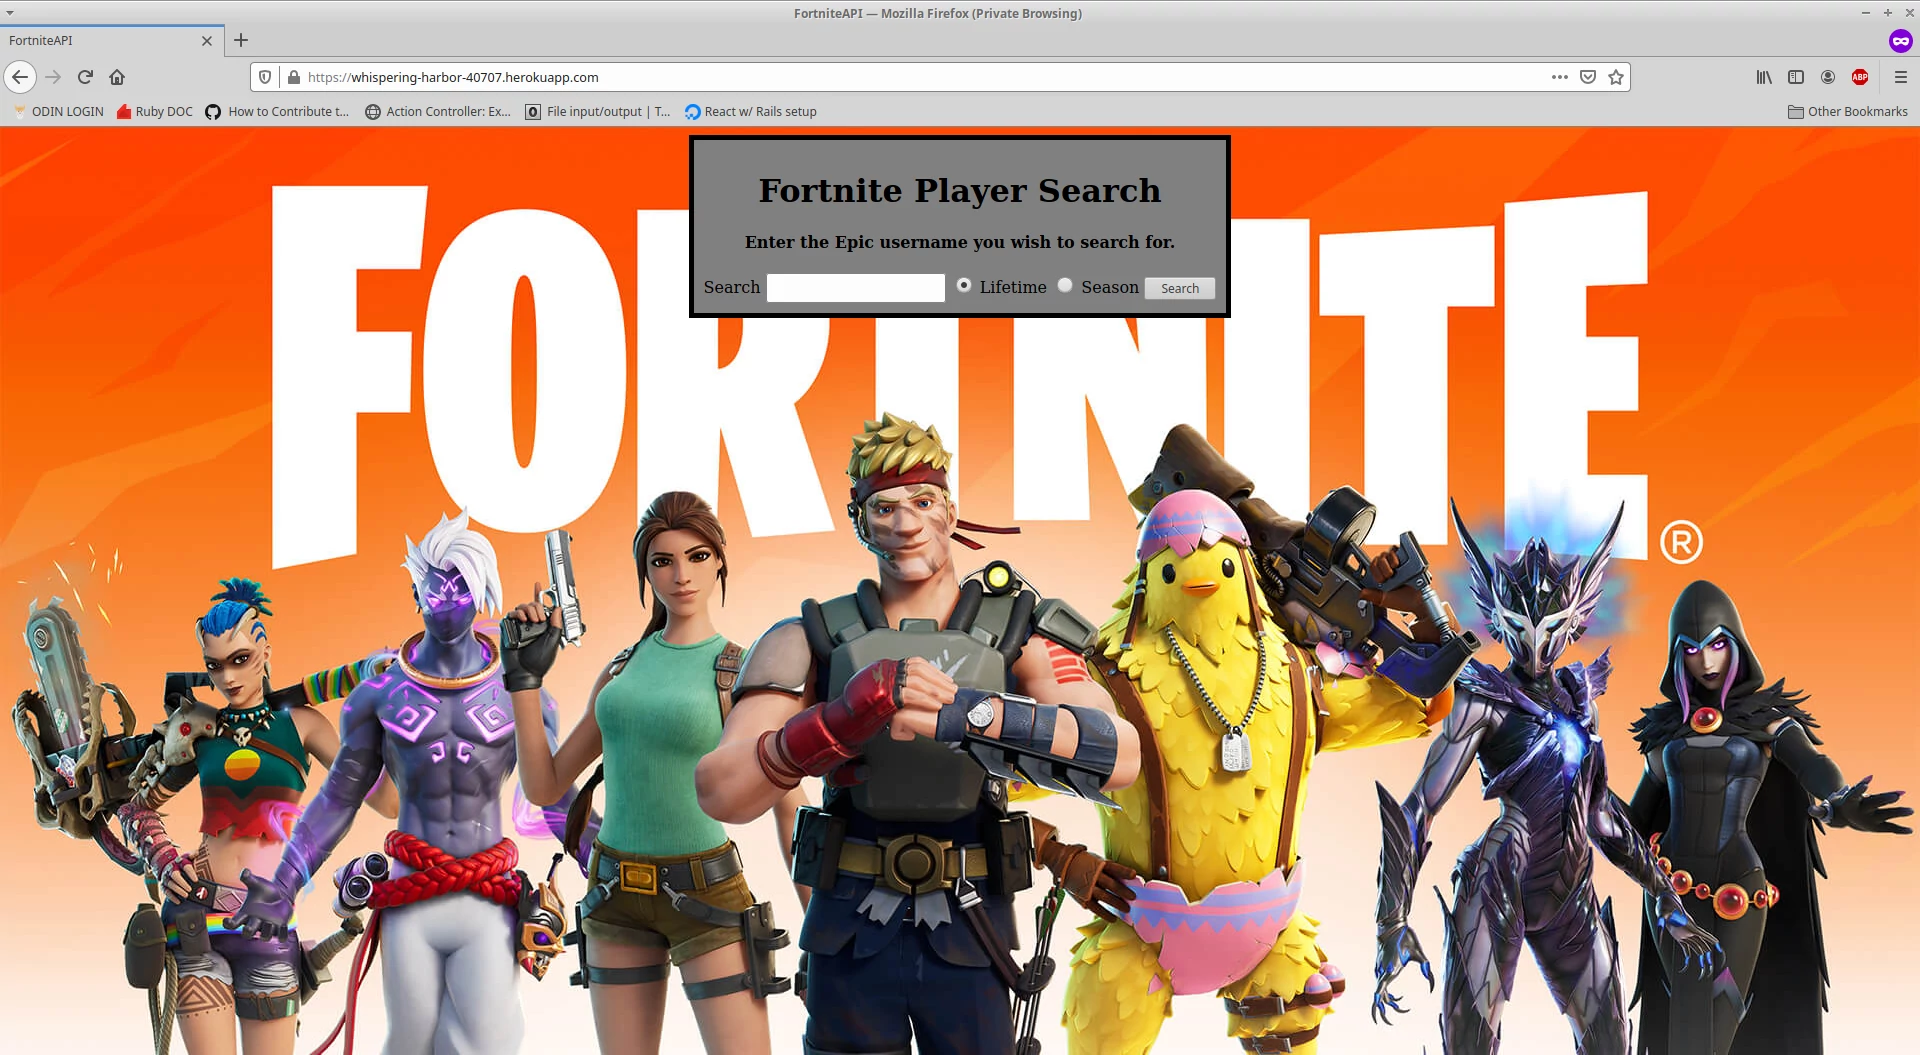 FortniteAPI — Mozilla Firefox (Private Browsing)
FortniteAPI
https://whispering-harbor-40707.herokuapp.com
ABP
ODIN LOGIN Ruby DOC How to Contribute t... Action Controller: Ex... File input/output | T... React w/ Rails setup Other Bookmarks
Fortnite Player Search
Enter the Epic username you wish to search for.
Search Lifetime Season Search
FORTNITE®